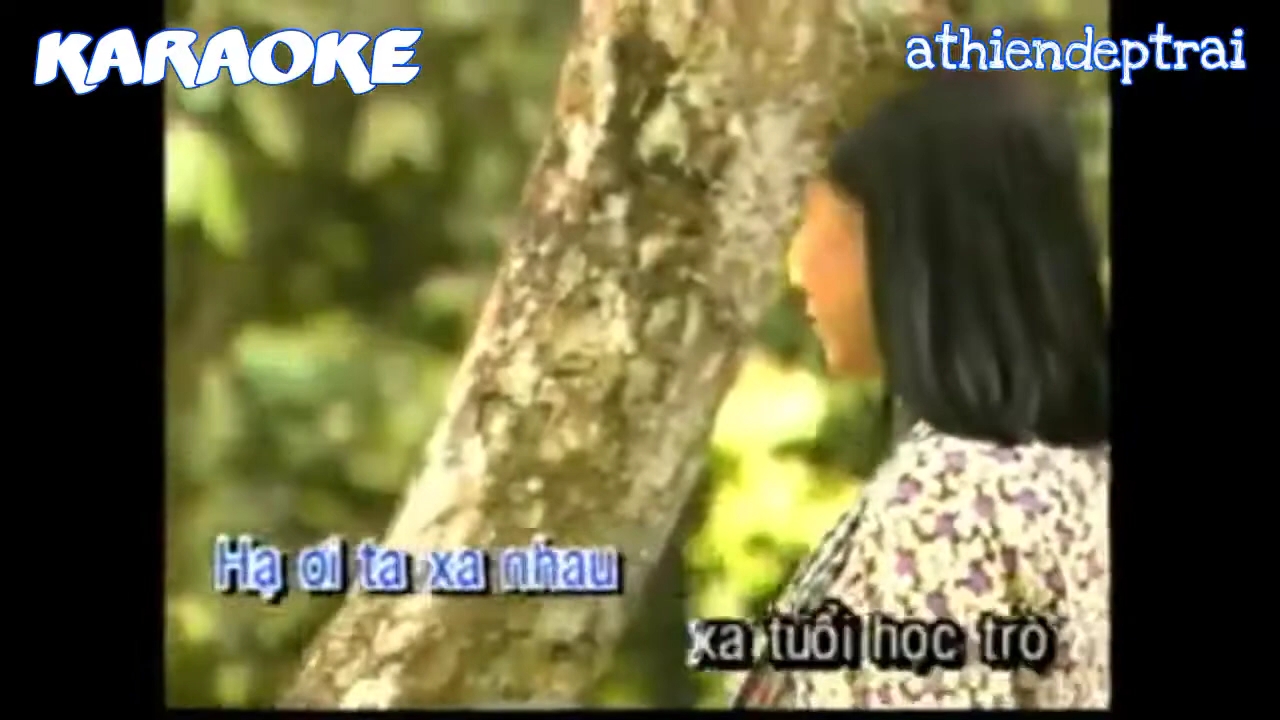 KARAOKE
athiendeptrai
Hạ ơi ta xa nhau
xa tuổi học trò